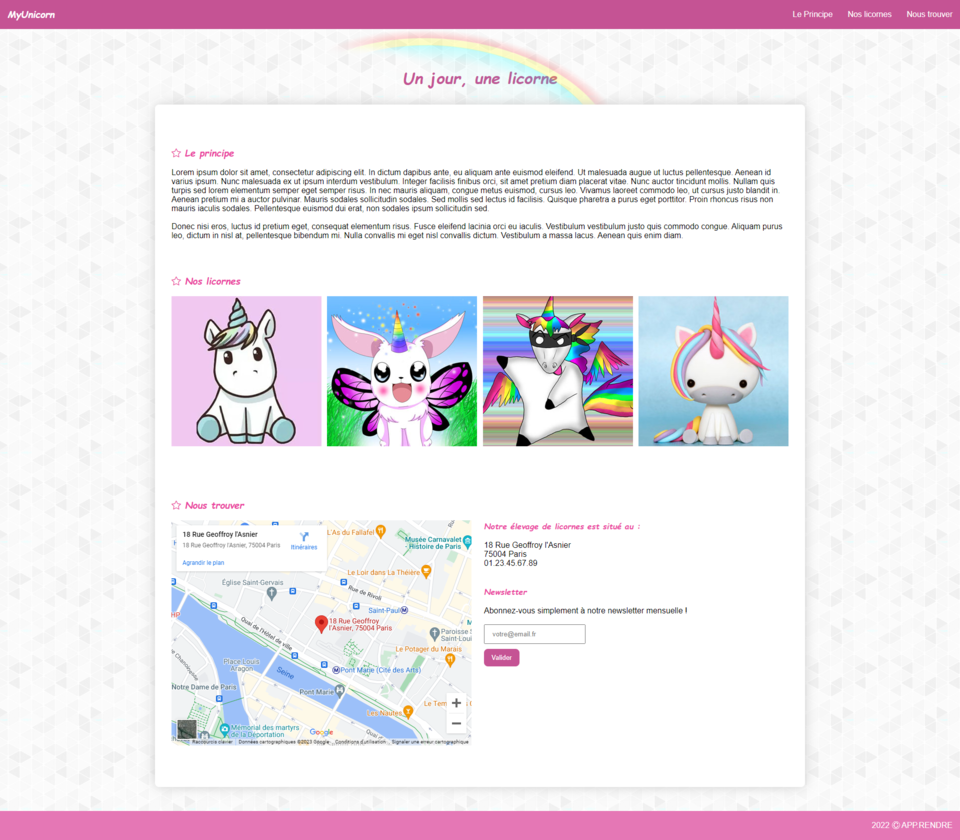 MyUnicorn
Le Principe
Nos licornes
Nous trouver
Un jour, une licorne
Le principe
Lorem ipsum dolor sit amet, consectetur adipiscing elit. In dictum dapibus ante, eu aliquam ante euismod eleifend. Ut malesuada augue ut luctus pellentesque. Aenean id
varius ipsum. Nunc malesuada ex ut ipsum interdum vestibulum. Integer facilisis finibus orci, sit amet pretium diam placerat vitae. Nunc auctor tincidunt mollis. Nullam quis
turpis sed lorem elementum semper eget semper risus. In nec mauris aliquam, congue metus euismod, cursus leo. Vivamus laoreet commodo leo, ut cursus justo blandit in.
Aenean pretium mi a auctor pulvinar. Mauris sodales sollicitudin sodales. Sed mollis sed lectus id facilisis. Quisque pharetra a purus eget porttitor. Proin rhoncus risus non
mauris iaculis sodales. Pellentesque euismod dui erat, non sodales ipsum sollicitudin sed.
Donec nisi eros, luctus id pretium eget, consequat elementum risus. Fusce eleifend lacinia orci eu iaculis. Vestibulum vestibulum justo quis commodo congue. Aliquam purus
leo, dictum in nisl at, pellentesque bibendum mi. Nulla convallis mi eget nisl convallis dictum. Vestibulum a massa lacus. Aenean quis enim diam.
Nos licornes
Nous trouver
18 Rue Geoffroy l'Asnier
18 Rue Geoffroy l'Asnier, 75004 Paris
Itinéraires
Agrandir le plan
L'As du Fallafel
Musée Carnavalet
Histoire de Paris
Le Loir dans La Théière
Église Saint-Gervais
Rue de Rivoli
Saint-Paul
18 Rue Geoffroy
l'Asnier, 75004 Paris
Quai de l'Hôtel de ville
Paroisse
Saint-Loui
Le Potager du Marais
Place Louis
Aragon
Seine
Pont Marie (Cité des Arts)
Notre Dame de Paris
Pont Marie
Les Nautes
Mémorial des martyrs
de la Déportation
Google
Raccourcis clavier
Données cartographiques ©2023 Google
Conditions d'utilisation
Signaler une erreur cartographique
Notre élevage de licornes est situé au :
18 Rue Geoffroy l'Asnier
75004 Paris
01.23.45.67.89
Newsletter
Abonnez-vous simplement à notre newsletter mensuelle !
votre@email.fr
Valider
2022 © APP.RENDRE